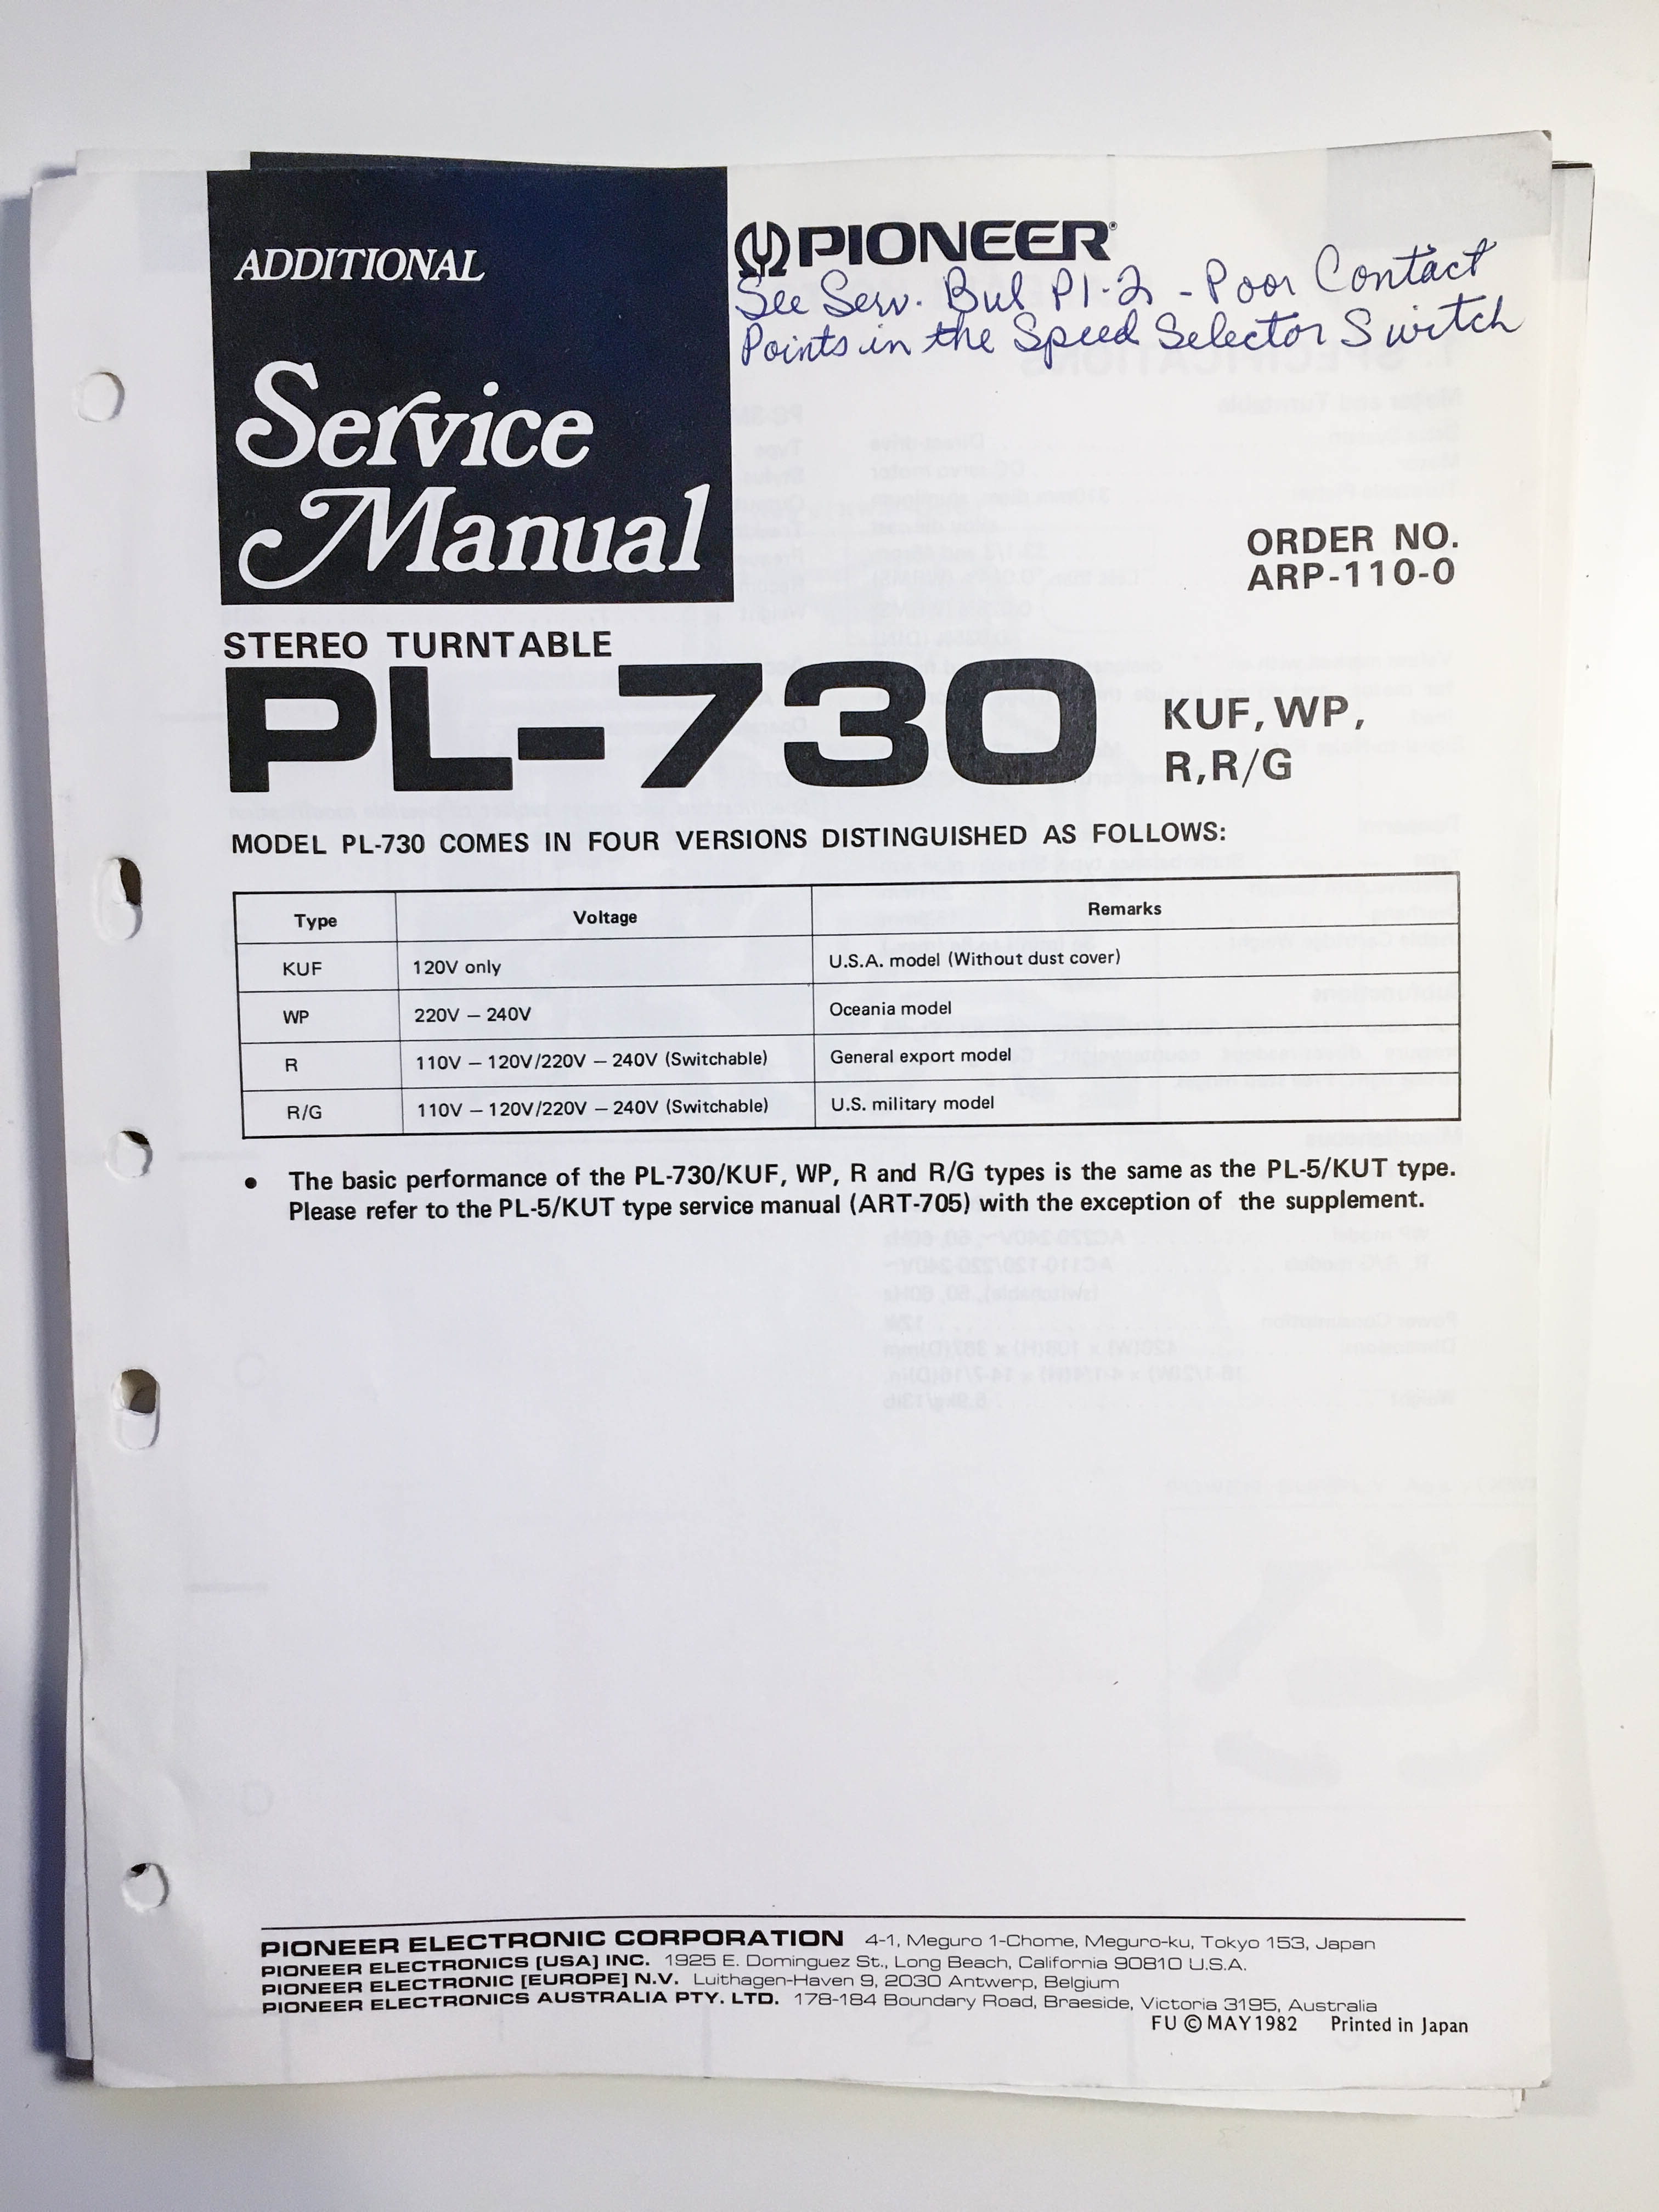 ADDITIONAL
Service
Manual
PIONEER®
See Serv. Bul P1-2 - Poor Contact
Points in the Speed Selector Switch
ORDER NO.
ARP-110-0
STEREO TURNTABLE
PL-730 KUF, WP,
R, R/G
MODEL PL-730 COMES IN FOUR VERSIONS DISTINGUISHED AS FOLLOWS:
Type Voltage Remarks
KUF 120V only U.S.A. model (Without dust cover)
WP 220V – 240V Oceania model
R 110V – 120V/220V – 240V (Switchable) General export model
R/G 110V – 120V/220V – 240V (Switchable) U.S. military model
• The basic performance of the PL-730/KUF, WP, R and R/G types is the same as the PL-5/KUT type.
Please refer to the PL-5/KUT type service manual (ART-705) with the exception of the supplement.
PIONEER ELECTRONIC CORPORATION 4-1, Meguro 1-Chome, Meguro-ku, Tokyo 153, Japan
PIONEER ELECTRONICS [USA] INC. 1925 E. Dominguez St., Long Beach, California 90810 U.S.A.
PIONEER ELECTRONIC [EUROPE] N.V. Luithagen-Haven 9, 2030 Antwerp, Belgium
PIONEER ELECTRONICS AUSTRALIA PTY. LTD. 178-184 Boundary Road, Braeside, Victoria 3195, Australia
FU © MAY 1982 Printed in Japan